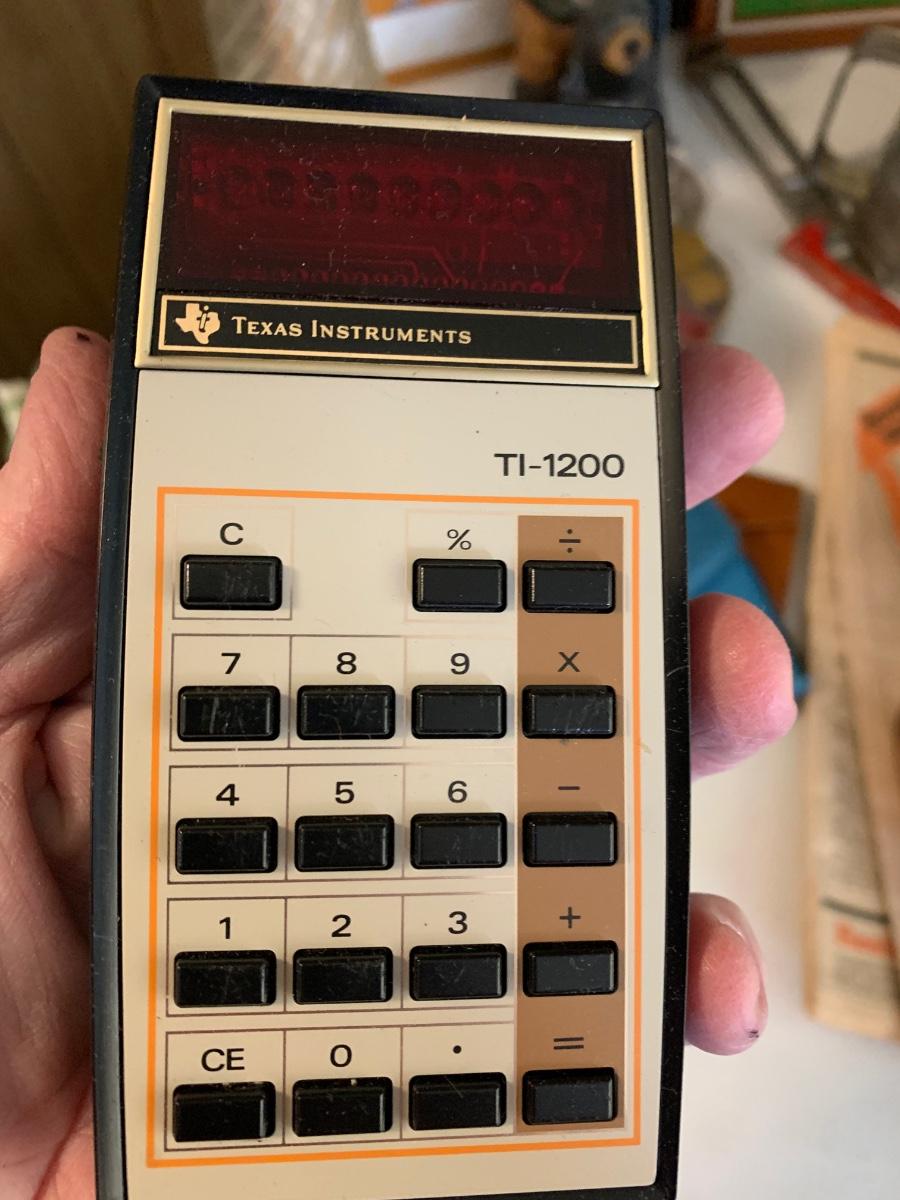 TEXAS INSTRUMENTS
TI-1200
C % ÷
7 8 9 X
4 5 6 −
1 2 3 +
CE 0 . =